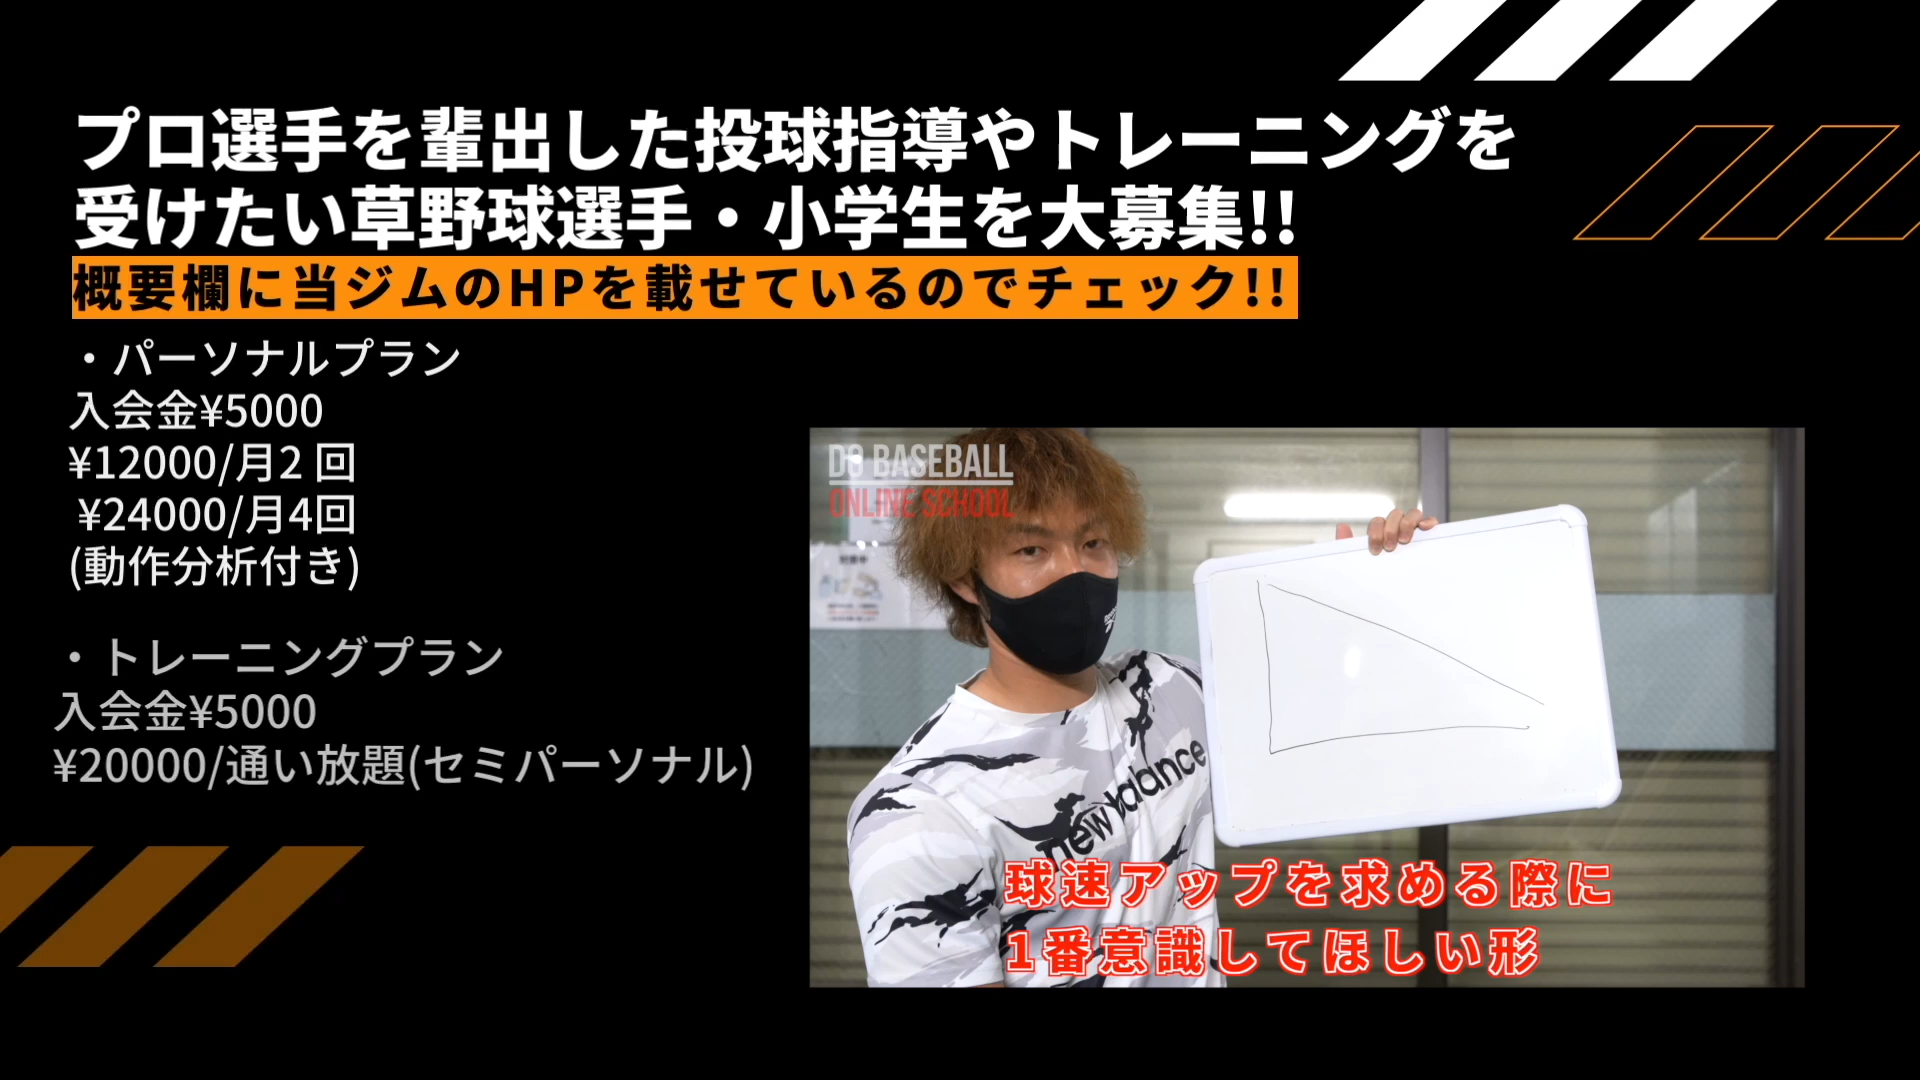 プロ選手を輩出した投球指導やトレーニングを
受けたい草野球選手・小学生を大募集!!
概要欄に当ジムのHPを載せているのでチェック!!
・パーソナルプラン
入会金¥5000
¥12000/月2 回
¥24000/月4回
(動作分析付き)
・トレーニングプラン
入会金¥5000
¥20000/通い放題(セミパーソナル)
DO BASEBALL
ONLINE SCHOOL
new balance
球速アップを求める際に
1番意識してほしい形